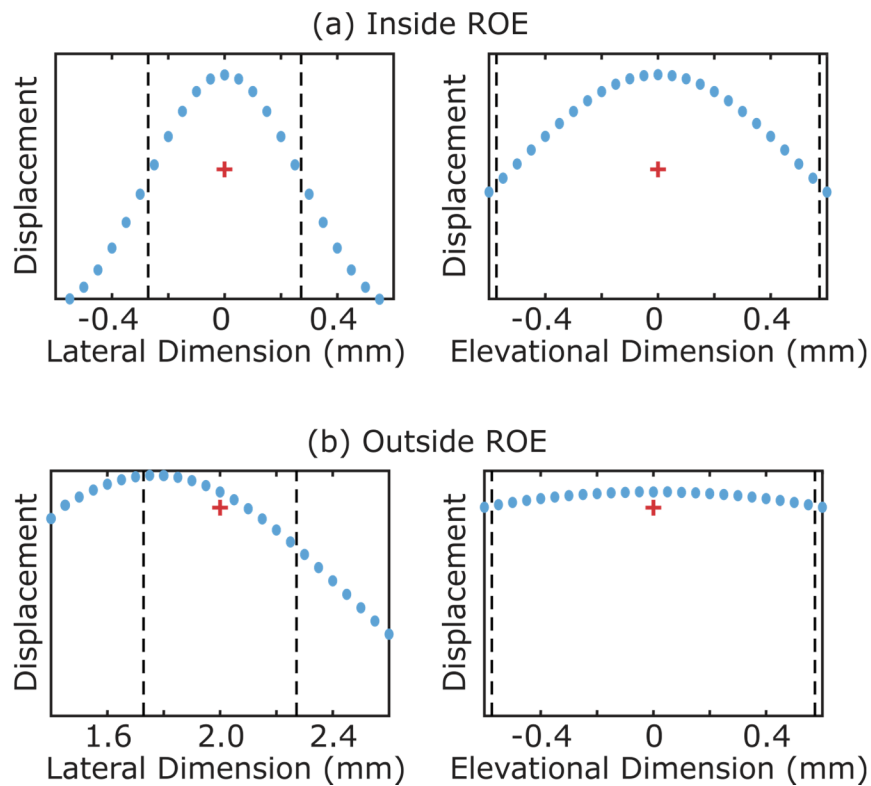 (a) Inside ROE
Displacement
-0.4 0 0.4
Lateral Dimension (mm)
Displacement
-0.4 0 0.4
Elevational Dimension (mm)
(b) Outside ROE
Displacement
1.6 2.0 2.4
Lateral Dimension (mm)
Displacement
-0.4 0 0.4
Elevational Dimension (mm)